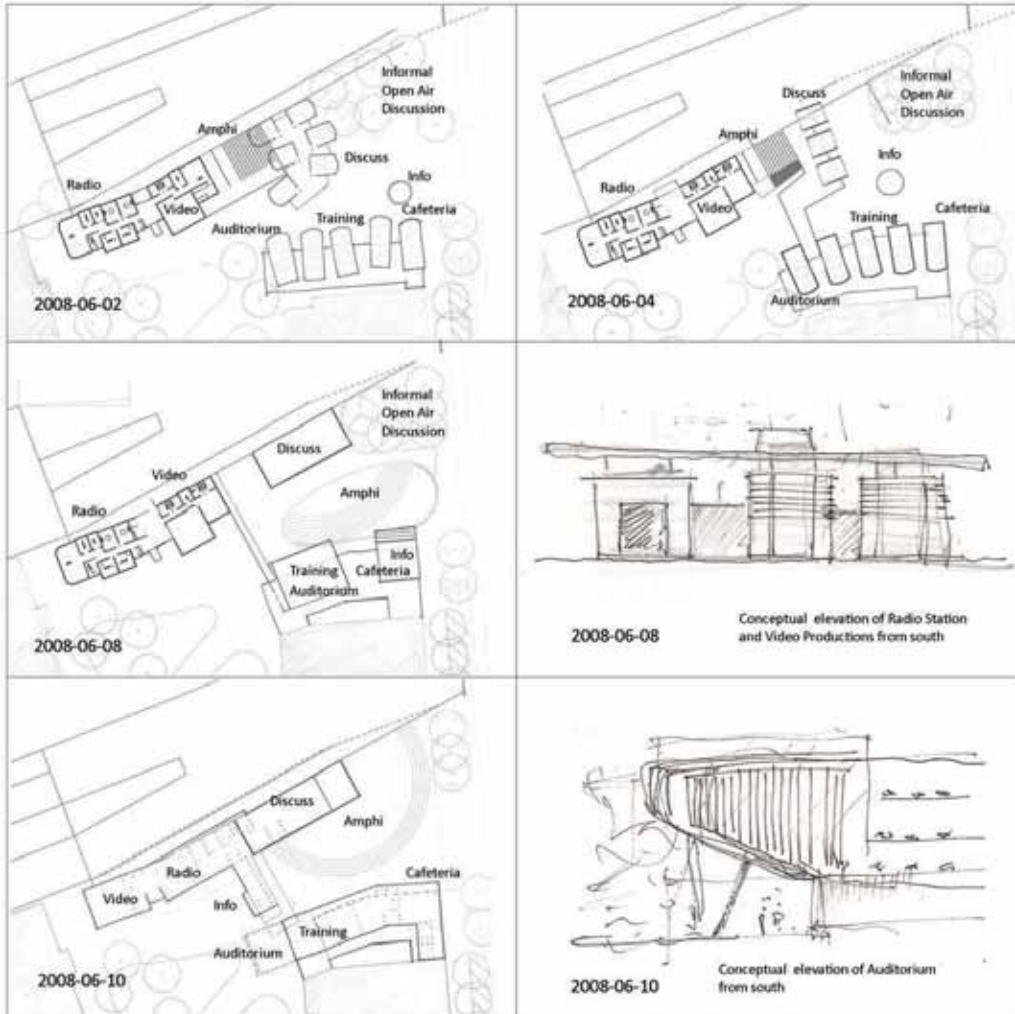 Informal
Open Air
Discussion
Amphi
Discuss
Radio
Info
Video
Training
Cafeteria
Auditorium
2008-06-02
Informal
Open Air
Discussion
Discuss
Amphi
Info
Radio
Video
Training
Cafeteria
Auditorium
2008-06-04
Informal
Open Air
Discussion
Discuss
Video
Amphi
Radio
Info
Training
Cafeteria
Auditorium
2008-06-08
2008-06-08
Conceptual elevation of Radio Station
and Video Productions from south
Discuss
Amphi
Radio
Cafeteria
Video
Info
Training
Auditorium
2008-06-10
2008-06-10
Conceptual elevation of Auditorium
from south